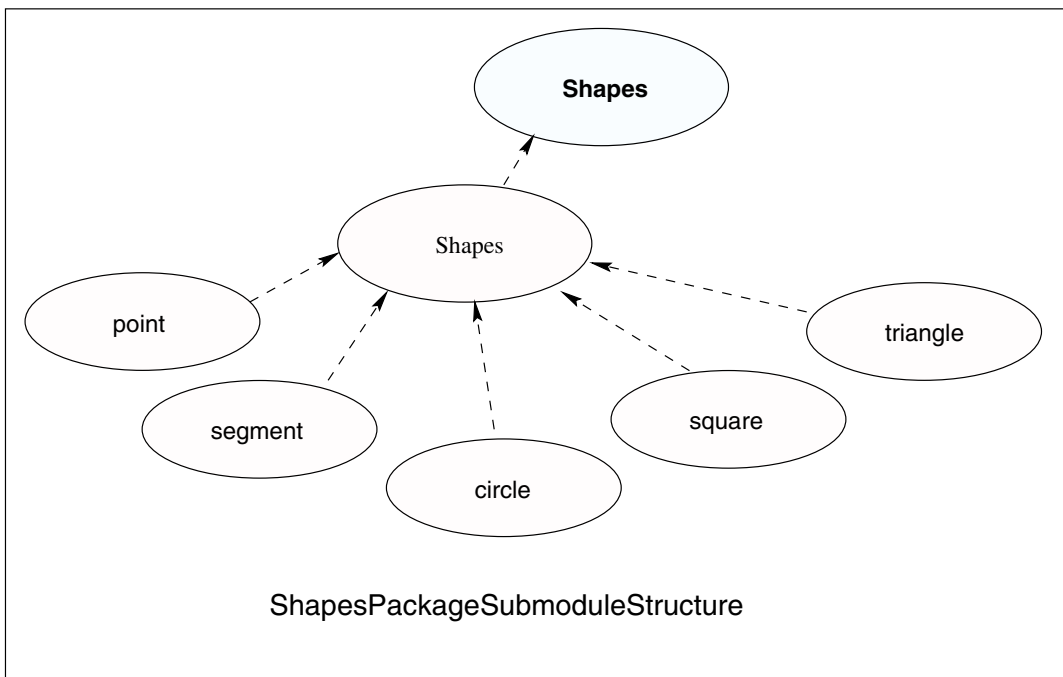 Shapes
Shapes
point
triangle
segment
square
circle
ShapesPackageSubmoduleStructure